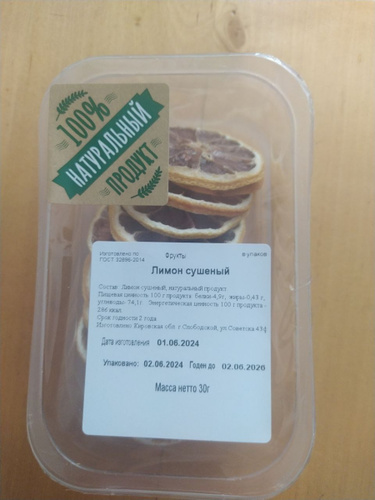 100%
НАТУРАЛЬНЫЙ
ПРОДУКТ
Изготовлено по Фрукты в упаков
ГОСТ 32896-2014
Лимон сушеный
Состав: Лимон сушеный, натуральный продукт
Пищевая ценность 100 г продукта: белки-4,9г, жиры-0,43 г,
углеводы- 74,1г. Энергетическая ценность 100 г продукта -
286 ккал.
Срок годности 2 года
Изготовлено: Кировская обл. г. Слободской, ул.Советская 43
Дата изготовления 01.06.2024
Упаковано: 02.06.2024 Годен до 02.06.2026
Масса нетто 30г